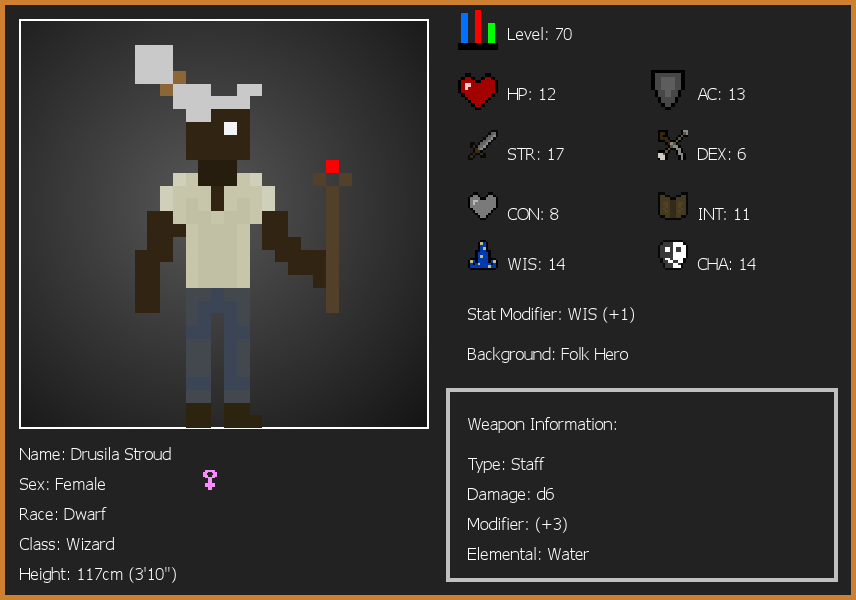 Level: 70
HP: 12
AC: 13
STR: 17
DEX: 6
CON: 8
INT: 11
WIS: 14
CHA: 14
Stat Modifier: WIS (+1)
Background: Folk Hero
Weapon Information:
Type: Staff
Damage: d6
Modifier: (+3)
Elemental: Water
Name: Drusila Stroud
Sex: Female
Race: Dwarf
Class: Wizard
Height: 117cm (3'10")